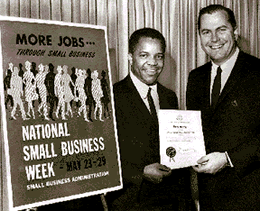 MORE JOBS...
THROUGH SMALL BUSINESS
NATIONAL
SMALL BUSINESS
WEEK MAY 23-29
SMALL BUSINESS ADMINISTRATION